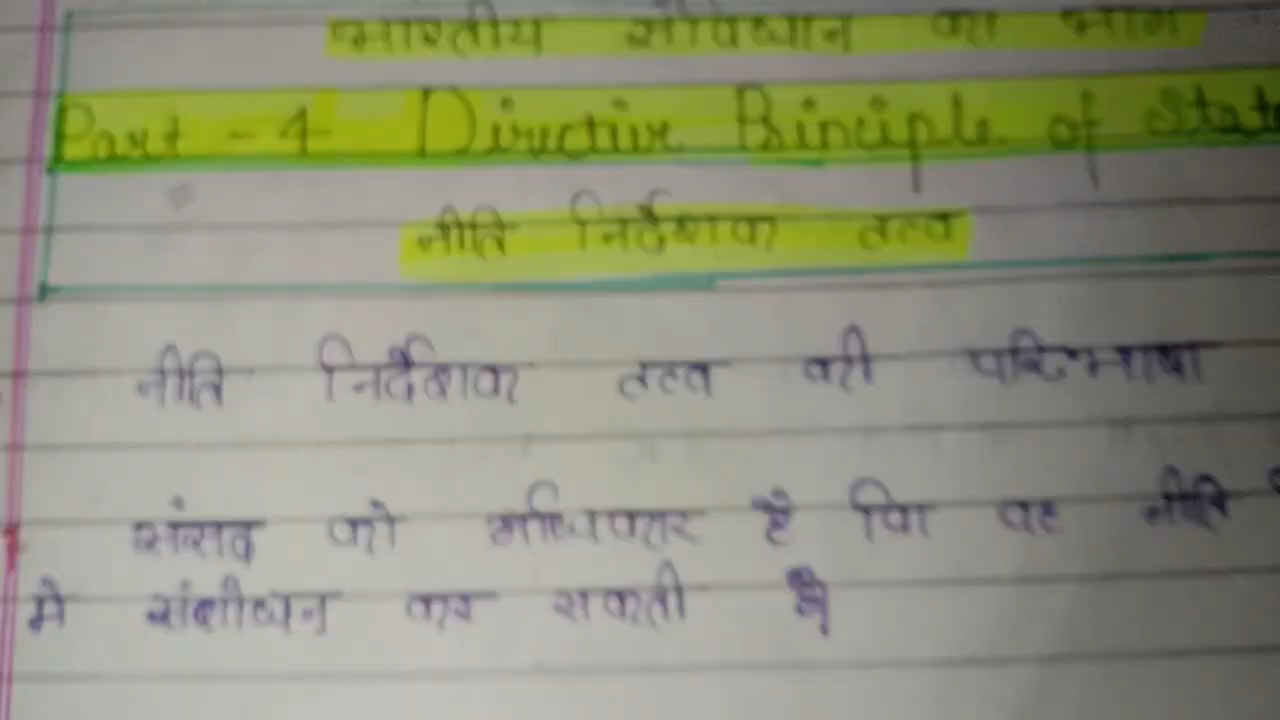 भारतीय संविधान का भाग
Part - 4 Directive Principle of State
नीति निर्देशक तत्व
नीति निर्देशक तत्व की परिभाषा
संसद को अधिकार है कि वह नीति
मे संशोधन कर सकती है